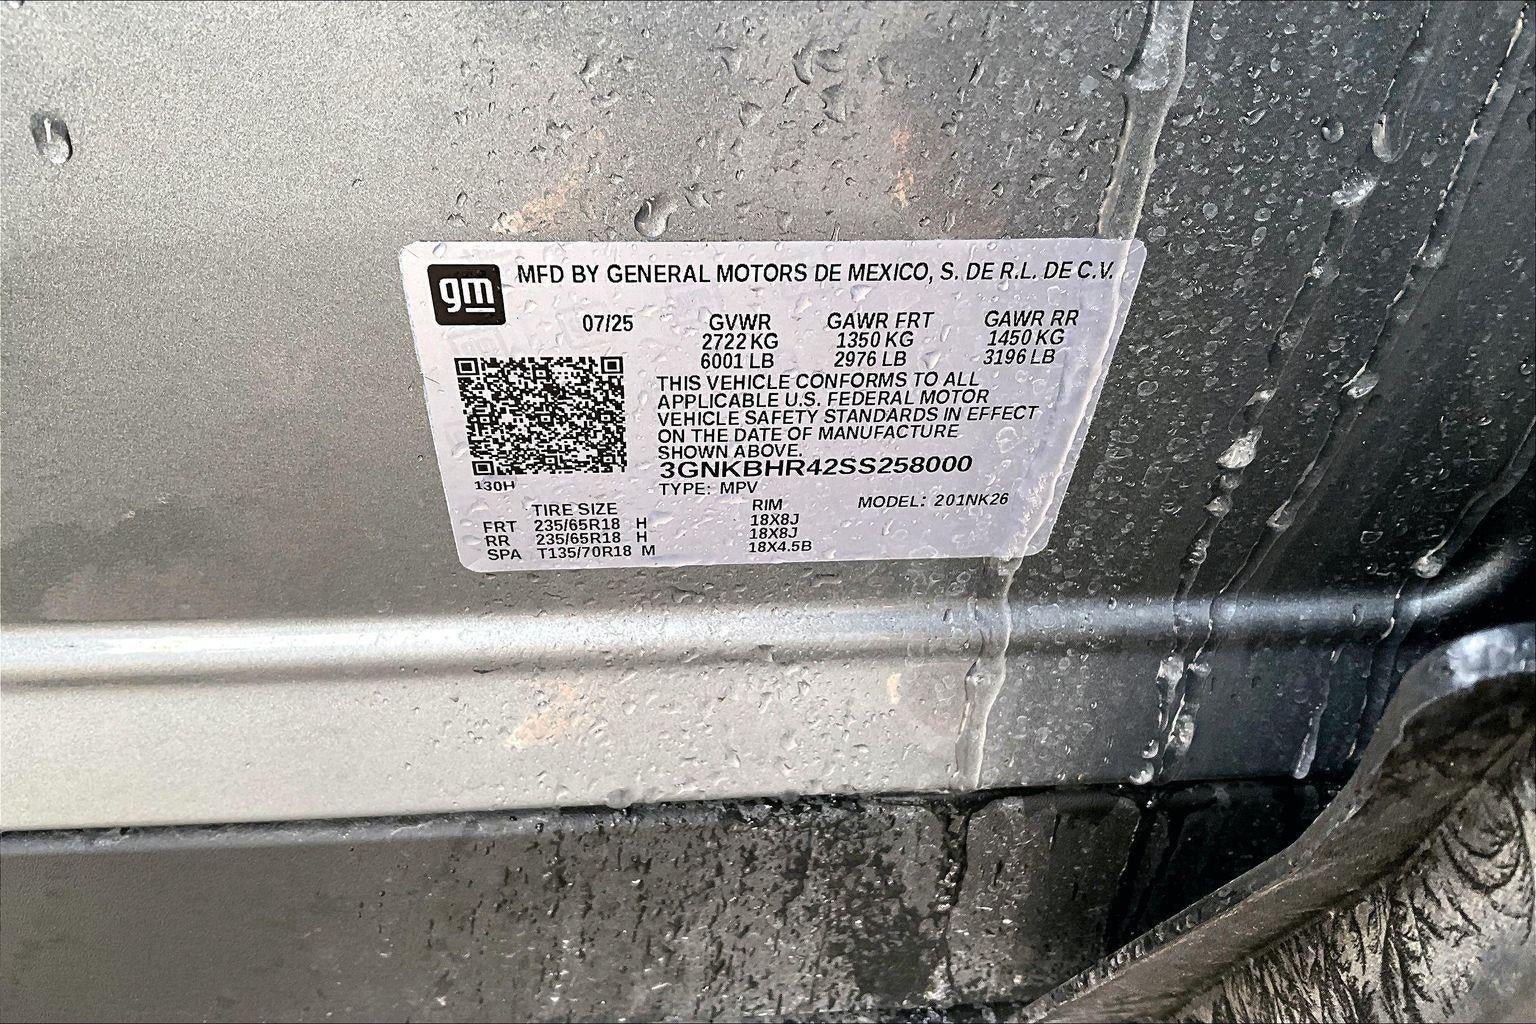 gm
MFD BY GENERAL MOTORS DE MEXICO, S. DE R.L. DE C.V.
07/25 GVWR GAWR FRT GAWR RR
2722 KG 1350 KG 1450 KG
6001 LB 2976 LB 3196 LB
THIS VEHICLE CONFORMS TO ALL
APPLICABLE U.S. FEDERAL MOTOR
VEHICLE SAFETY STANDARDS IN EFFECT
ON THE DATE OF MANUFACTURE
SHOWN ABOVE.
3GNKBHR42SS258000
130H
TYPE: MPV
MODEL: 201NK26
TIRE SIZE RIM
FRT 235/65R18 H 18X8J
RR 235/65R18 H 18X8J
SPA T135/70R18 M 18X4.5B